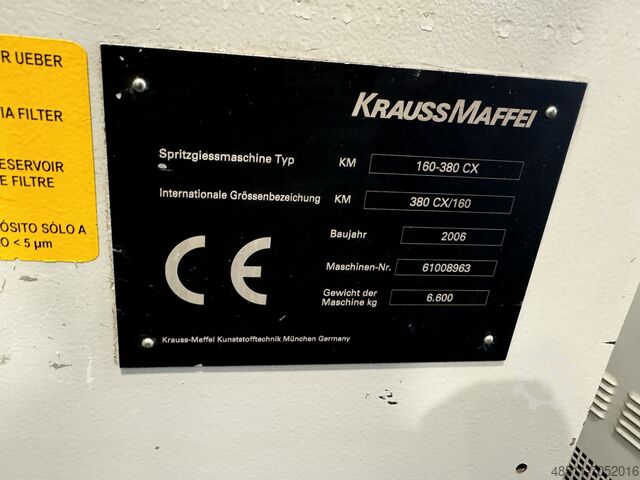 R UEBER
IA FILTER
ESERVOIR
E FILTRE
ÓSITO SÓLO A
O < 5 µm
KRAUSSMAFFEI
Spritzgiessmaschine Typ KM 160-380 CX
Internationale Grössenbezeichung KM 380 CX/160
Baujahr 2006
Maschinen-Nr. 61008963
Gewicht der
Maschine kg 6.600
CE
Krauss-Maffei Kunststofftechnik München Germany